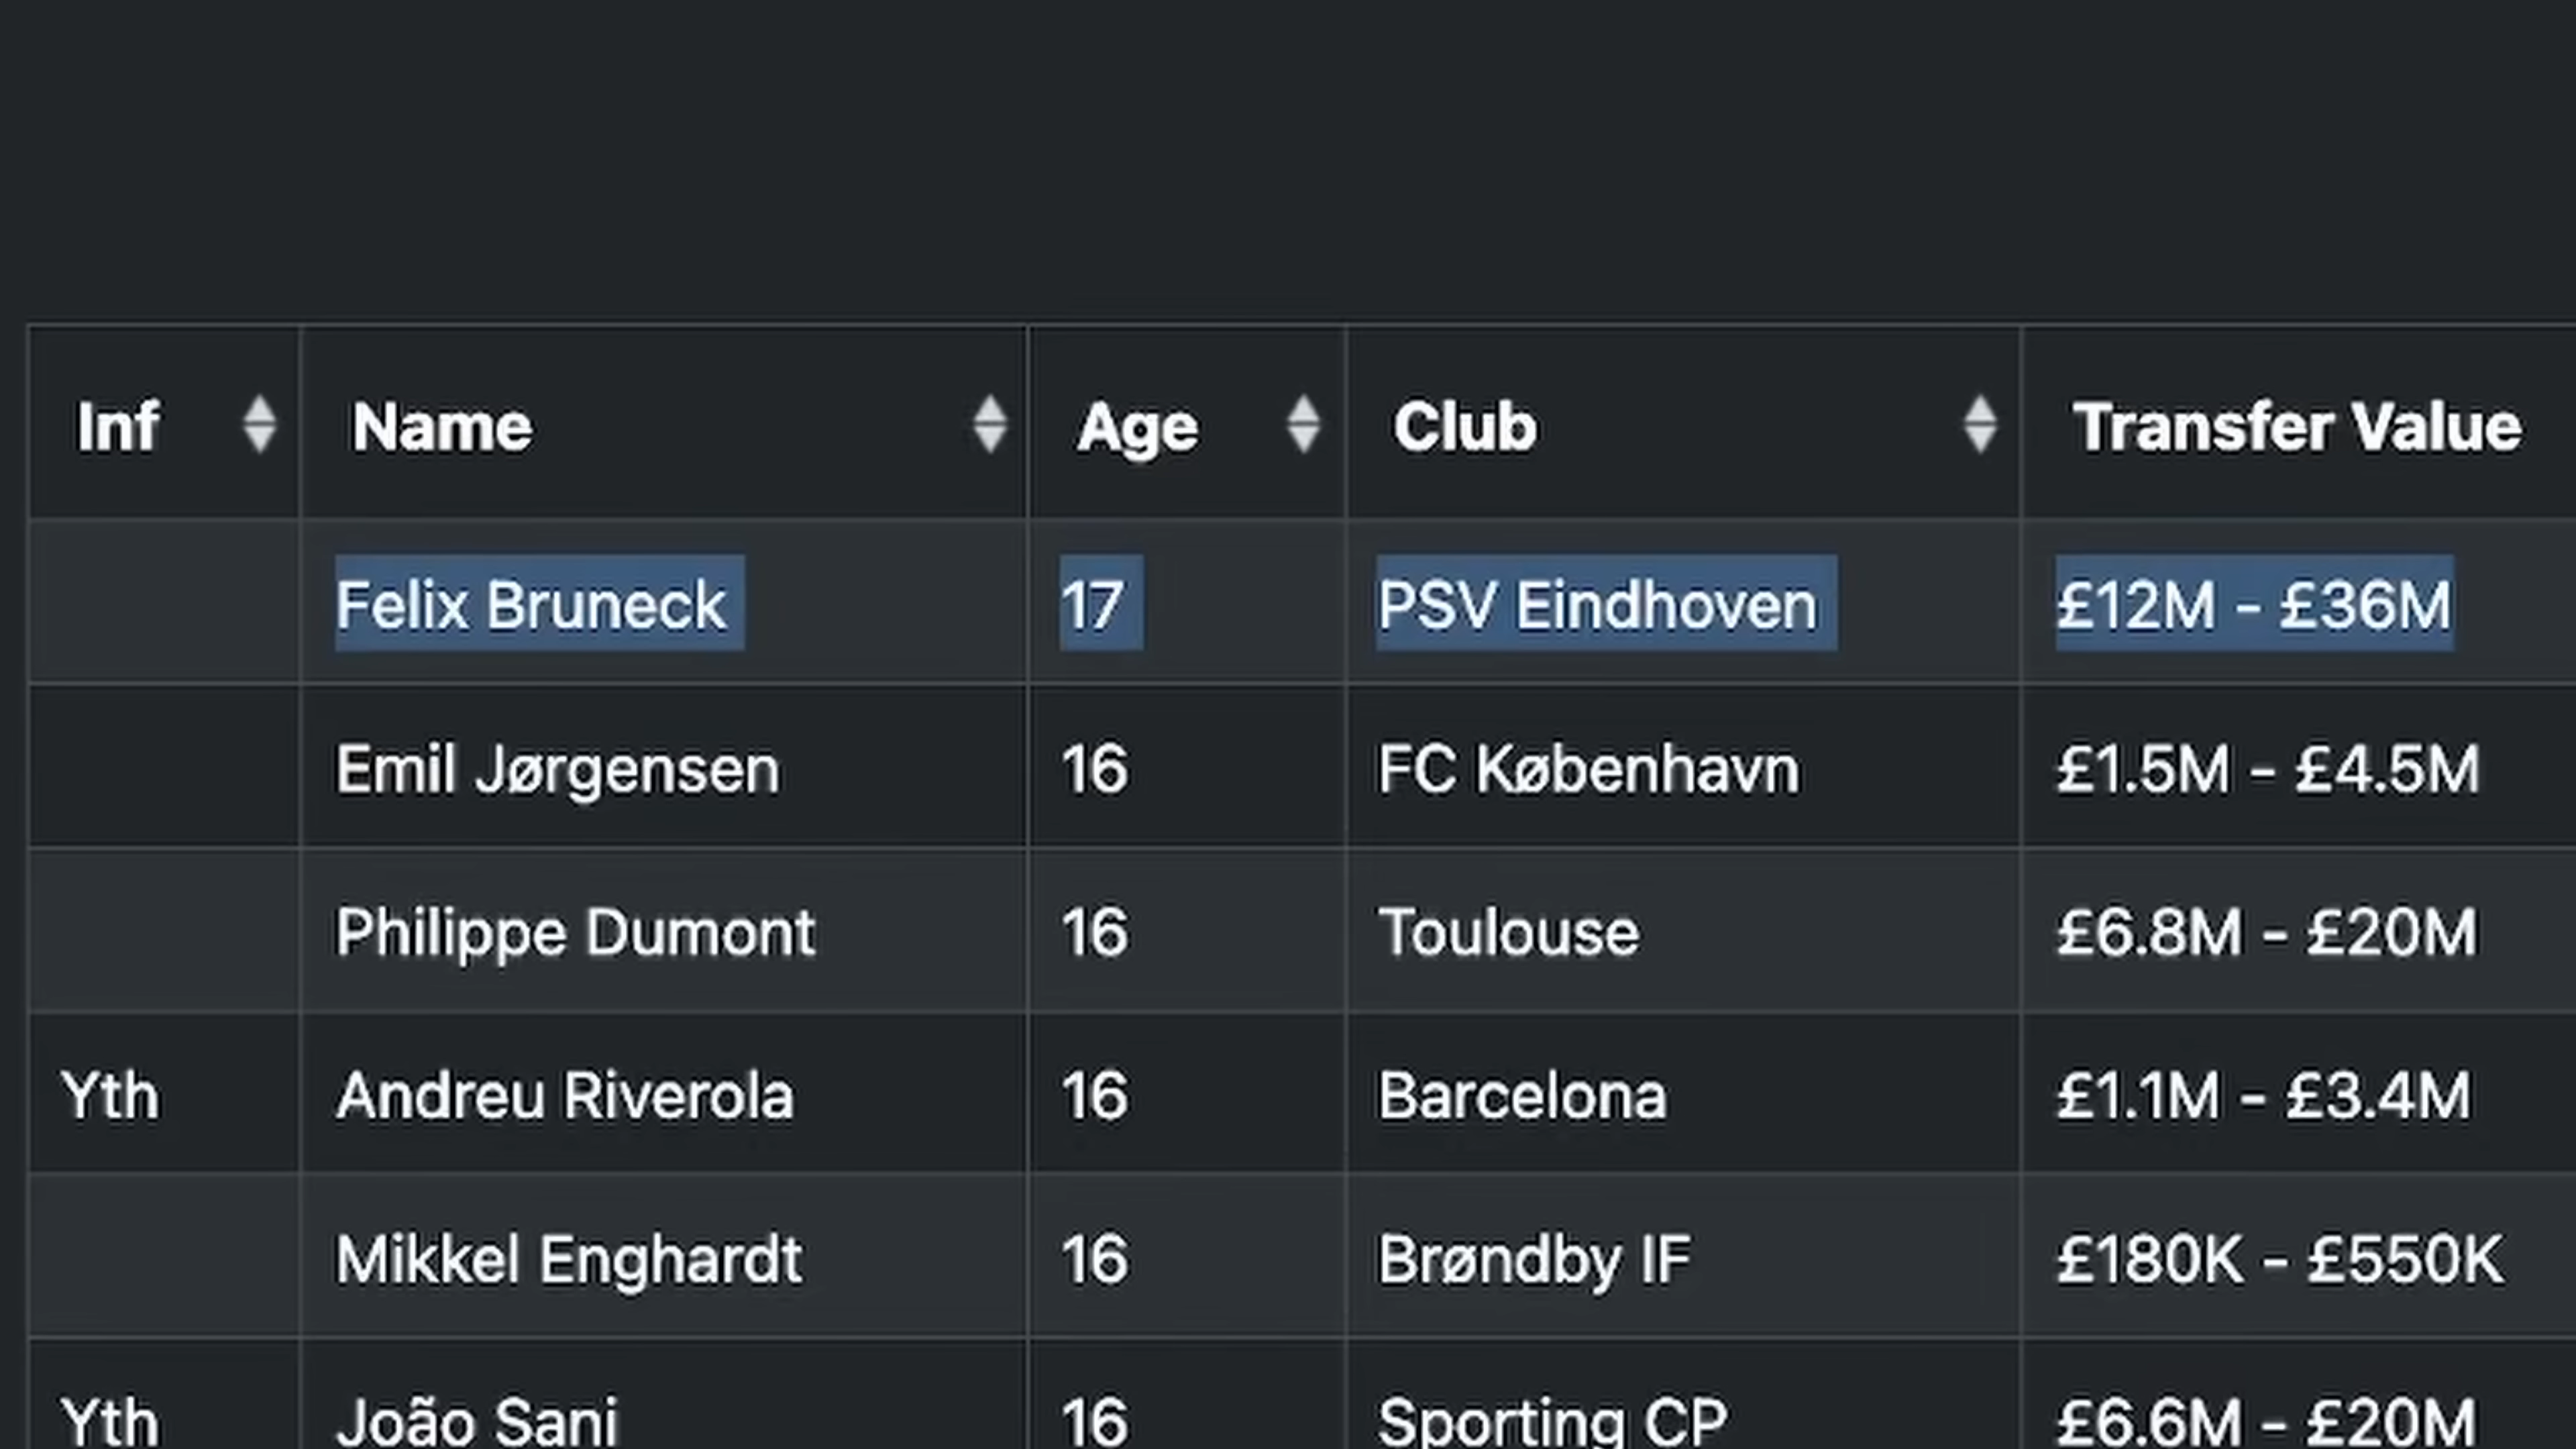 Inf Name Age Club Transfer Value
Felix Bruneck 17 PSV Eindhoven £12M - £36M
Emil Jørgensen 16 FC København £1.5M - £4.5M
Philippe Dumont 16 Toulouse £6.8M - £20M
Yth Andreu Riverola 16 Barcelona £1.1M - £3.4M
Mikkel Enghardt 16 Brøndby IF £180K - £550K
Yth João Sani 16 Sporting CP £6.6M - £20M